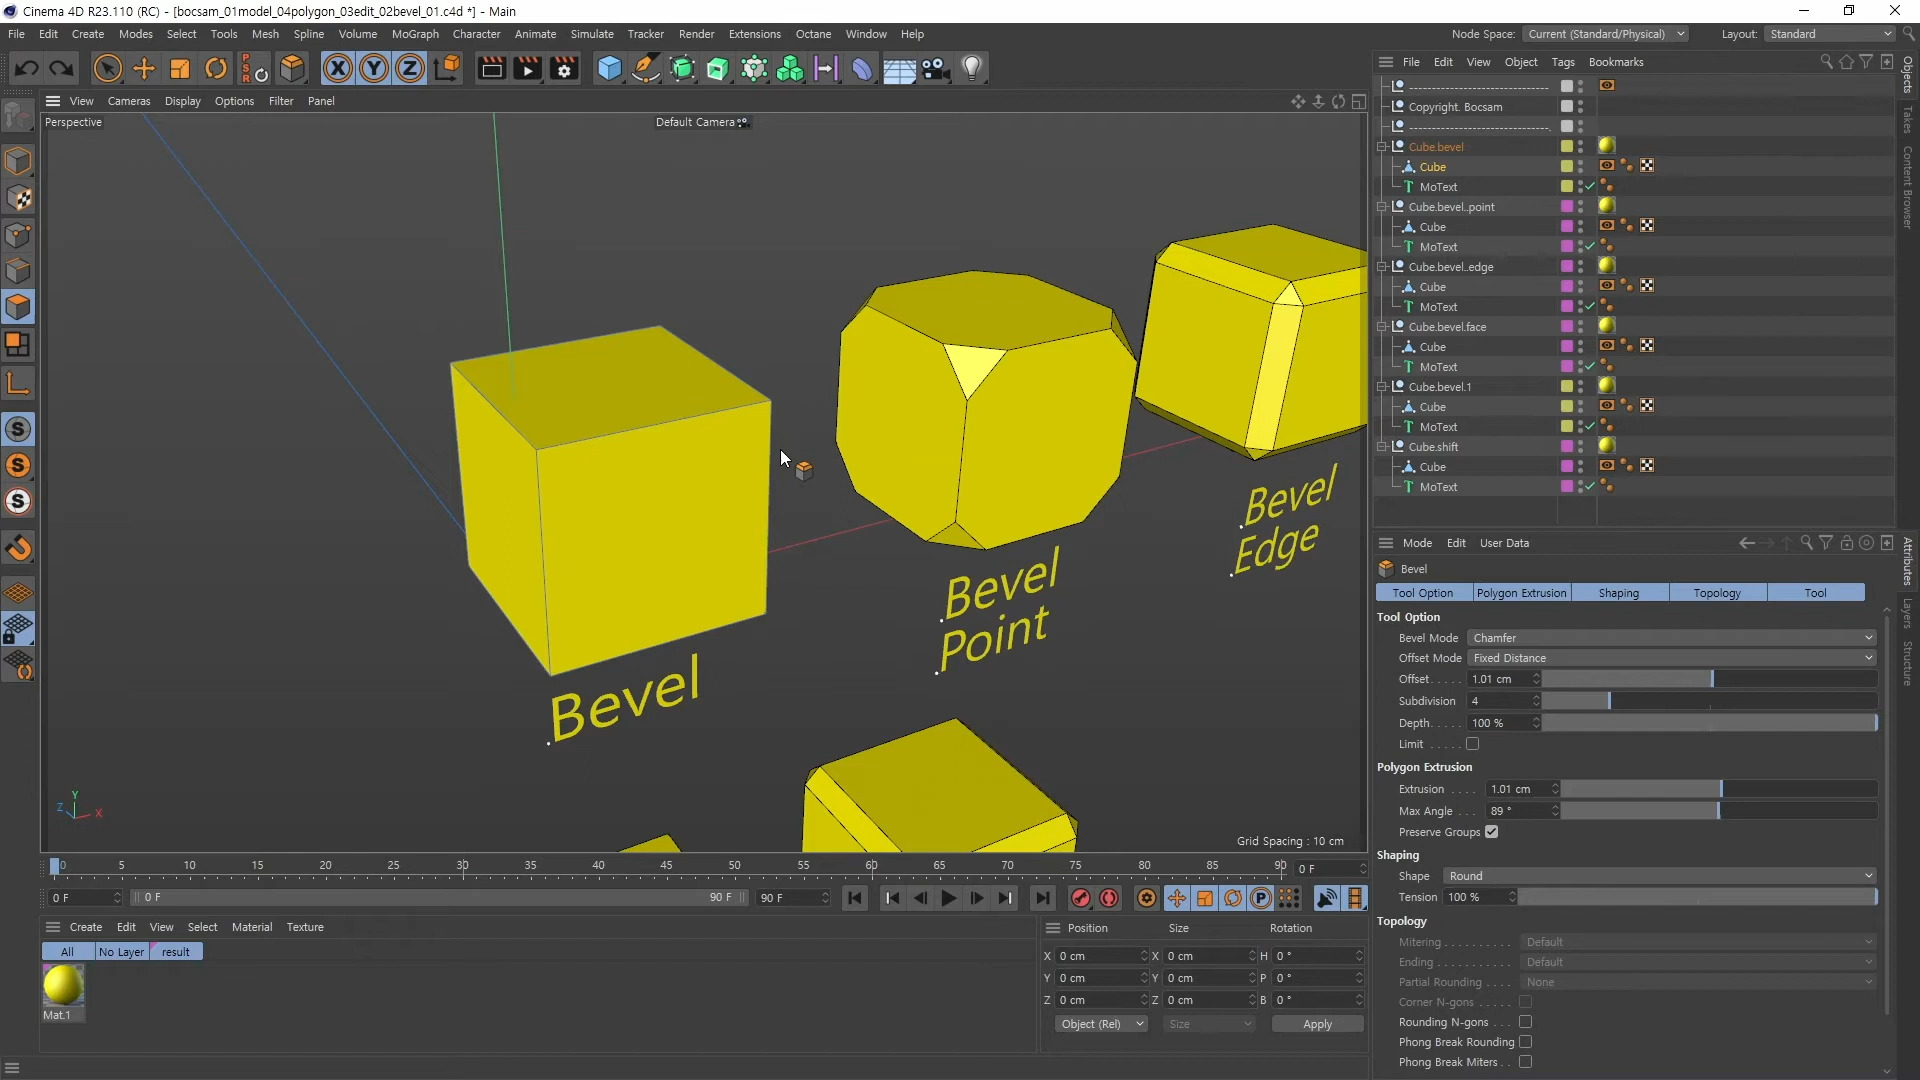 Cinema 4D R23.110 (RC) - [bocsam_01model_04polygon_03edit_02bevel_01.c4d *] - Main
File Edit Create Modes Select Tools Mesh Spline Volume MoGraph Character Animate Simulate Tracker Render Extensions Octane Window Help Node Space: Current (Standard/Physical) Layout: Standard
X Y Z
File Edit View Object Tags Bookmarks
View Cameras Display Options Filter Panel
Perspective
Default Camera
Copyright. Bocsam
Cube.bevel
Cube
MoText
Cube.bevel..point
Cube
MoText
Cube.bevel..edge
Cube
MoText
Cube.bevel.face
Cube
MoText
Cube.bevel.1
Cube
MoText
Cube.shift
Cube
MoText
Objects
Takes
Content Browser
Bevel
Edge
Bevel
Point
Bevel
Y
Z
X
Grid Spacing : 10 cm
Mode Edit User Data
Bevel
Tool Option Polygon Extrusion Shaping Topology Tool
Tool Option
Bevel Mode Chamfer
Offset Mode Fixed Distance
Offset. . . . . 1.01 cm
Subdivision 4
Depth. . . . . 100 %
Limit . . . . .
Polygon Extrusion
Extrusion . . . . 1.01 cm
Max Angle . . . 89 °
Preserve Groups
Shaping
Shape Round
Tension 100 %
Topology
Mitering . . . . . . . . . . Default
Ending . . . . . . . . . . . Default
Partial Rounding . . . . None
Corner N-gons . . . . .
Rounding N-gons . . .
Phong Break Rounding
Phong Break Miters . .
Attributes
Layers
Structure
0 5 10 15 20 25 30 35 40 45 50 55 60 65 70 75 80 85 90 0 F
0 F 0 F 90 F 90 F
Create Edit View Select Material Texture
All No Layer result
Mat.1
Position Size Rotation
X 0 cm X 0 cm H 0 °
Y 0 cm Y 0 cm P 0 °
Z 0 cm Z 0 cm B 0 °
Object (Rel) Size Apply